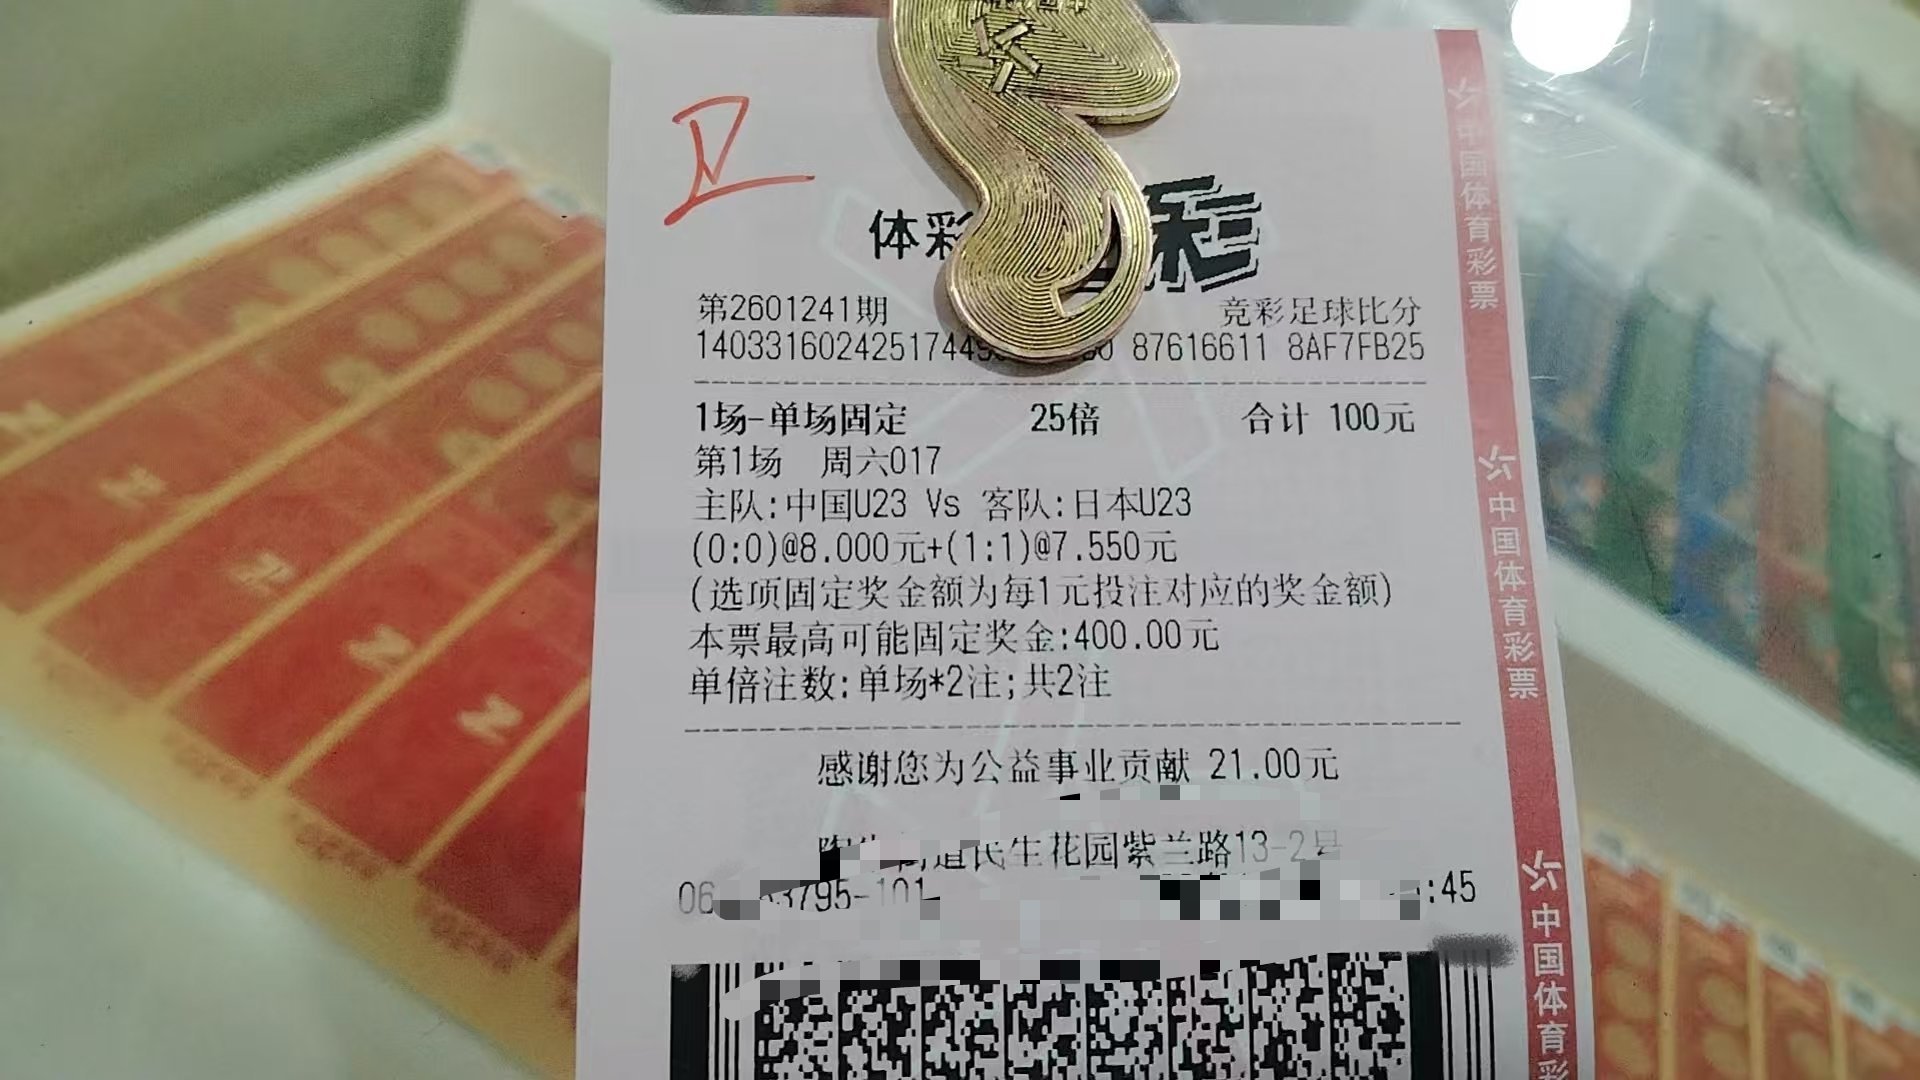 体彩
第2601241期 竞彩足球比分
14033160242517449 87616611 8AF7FB25
1场-单场固定 25倍 合计 100元
第1场 周六017
主队:中国U23 Vs 客队:日本U23
(0:0)@8.000元+(1:1)@7.550元
(选项固定奖金额为每1元投注对应的奖金额)
本票最高可能固定奖金:400.00元
单倍注数:单场*2注;共2注
感谢您为公益事业贡献 21.00元
街道民生花园紫兰路13-2号
06 3795-101 :45
中国体育彩票
中国体育彩票
中国体育彩